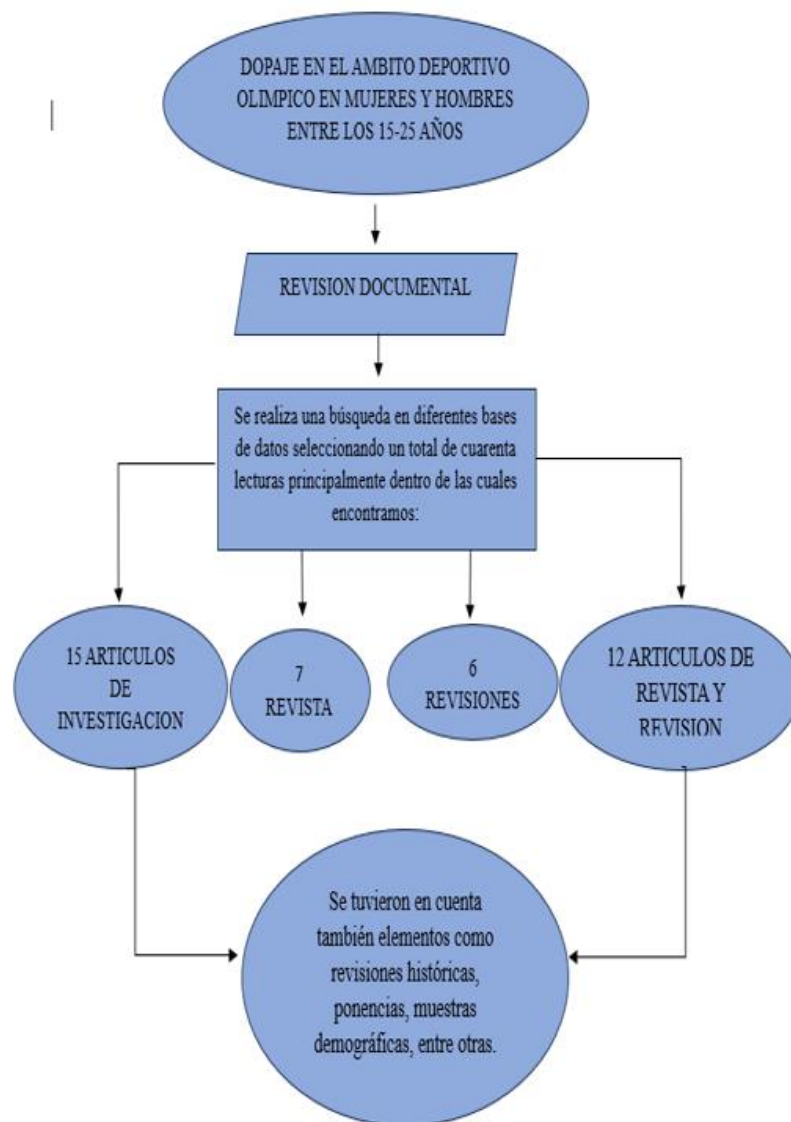 DOPAJE EN EL AMBITO DEPORTIVO
OLIMPICO EN MUJERES Y HOMBRES
ENTRE LOS 15-25 AÑOS
REVISION DOCUMENTAL
Se realiza una búsqueda en diferentes bases
de datos seleccionando un total de cuarenta
lecturas principalmente dentro de las cuales
encontramos:
15 ARTICULOS
DE
INVESTIGACION
7
REVISTA
6
REVISIONES
12 ARTICULOS DE
REVISTA Y
REVISION
Se tuvieron en cuenta
también elementos como
revisiones históricas,
ponencias, muestras
demográficas, entre otras.